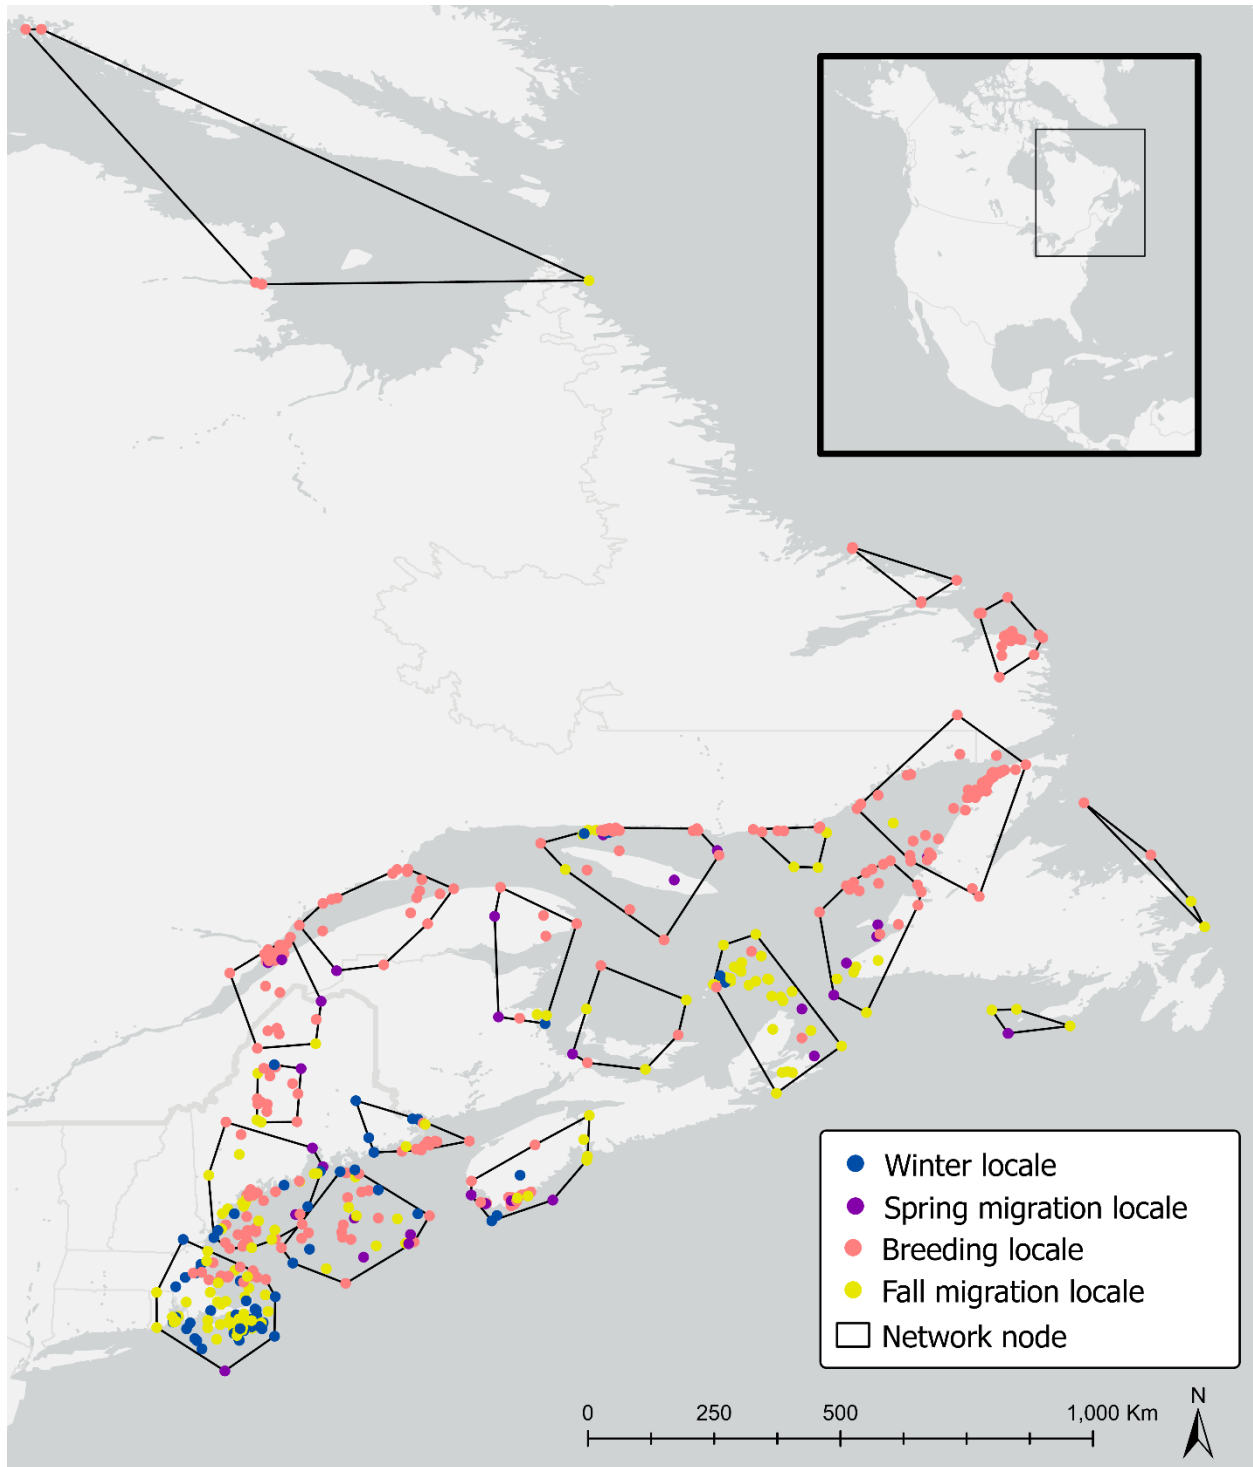 Winter locale
Spring migration locale
Breeding locale
Fall migration locale
Network node
0 250 500 1,000 Km
N